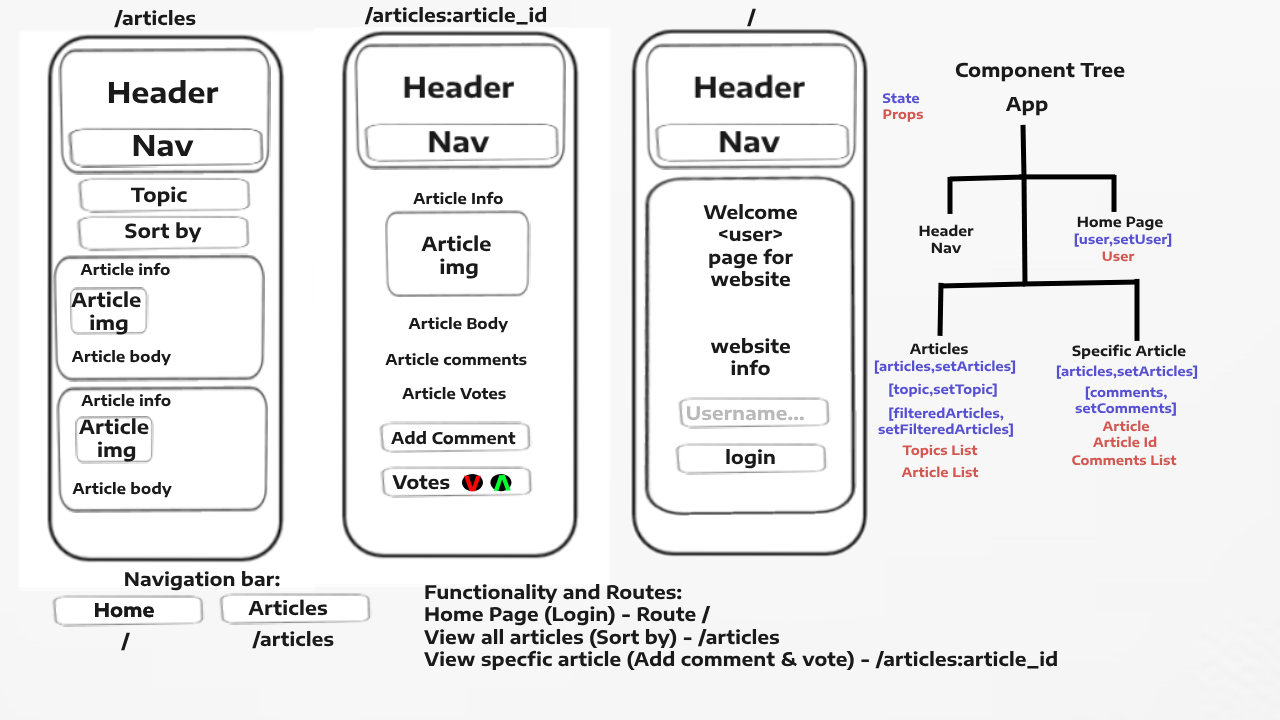 /articles
Header
Nav
Topic
Sort by
Article info
Article
img
Article body
Article info
Article
img
Article body
/articles:article_id
Header
Nav
Article Info
Article
img
Article Body
Article comments
Article Votes
Add Comment
Votes V Λ
/
Header
Nav
Welcome
<user>
page for
website
website
info
Username...
login
Component Tree
State
Props
App
Header
Nav
Home Page
[user,setUser]
User
Articles
[articles,setArticles]
[topic,setTopic]
[filteredArticles,
setFilteredArticles]
Topics List
Article List
Specific Article
[articles,setArticles]
[comments,
setComments]
Article
Article Id
Comments List
Navigation bar:
Home
/
Articles
/articles
Functionality and Routes:
Home Page (Login) - Route /
View all articles (Sort by) - /articles
View specfic article (Add comment & vote) - /articles:article_id